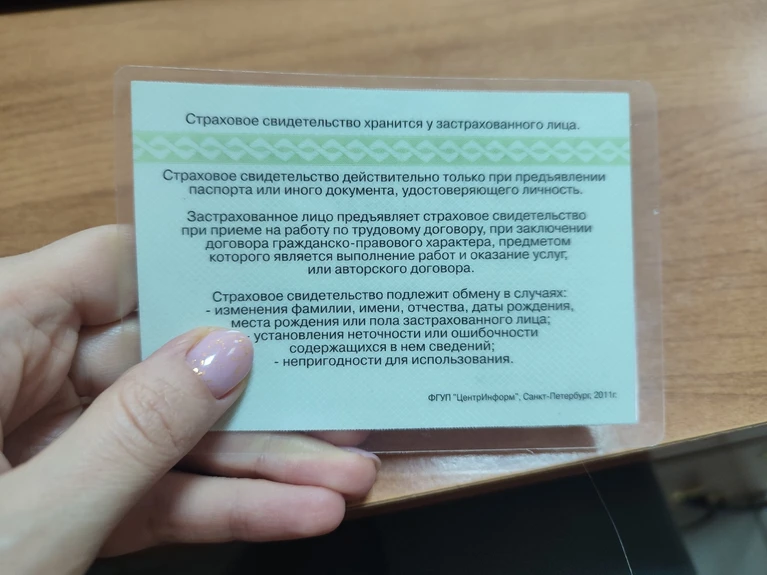 Страховое свидетельство хранится у застрахованного лица.
Страховое свидетельство действительно только при предъявлении
паспорта или иного документа, удостоверяющего личность.
Застрахованное лицо предъявляет страховое свидетельство
при приеме на работу по трудовому договору, при заключении
договора гражданско-правового характера, предметом
которого является выполнение работ и оказание услуг,
или авторского договора.
Страховое свидетельство подлежит обмену в случаях:
- изменения фамилии, имени, отчества, даты рождения,
места рождения или пола застрахованного лица;
- установления неточности или ошибочности
содержащихся в нем сведений;
- непригодности для использования.
ФГУП "ЦентрИнформ", Санкт-Петербург, 2011г.